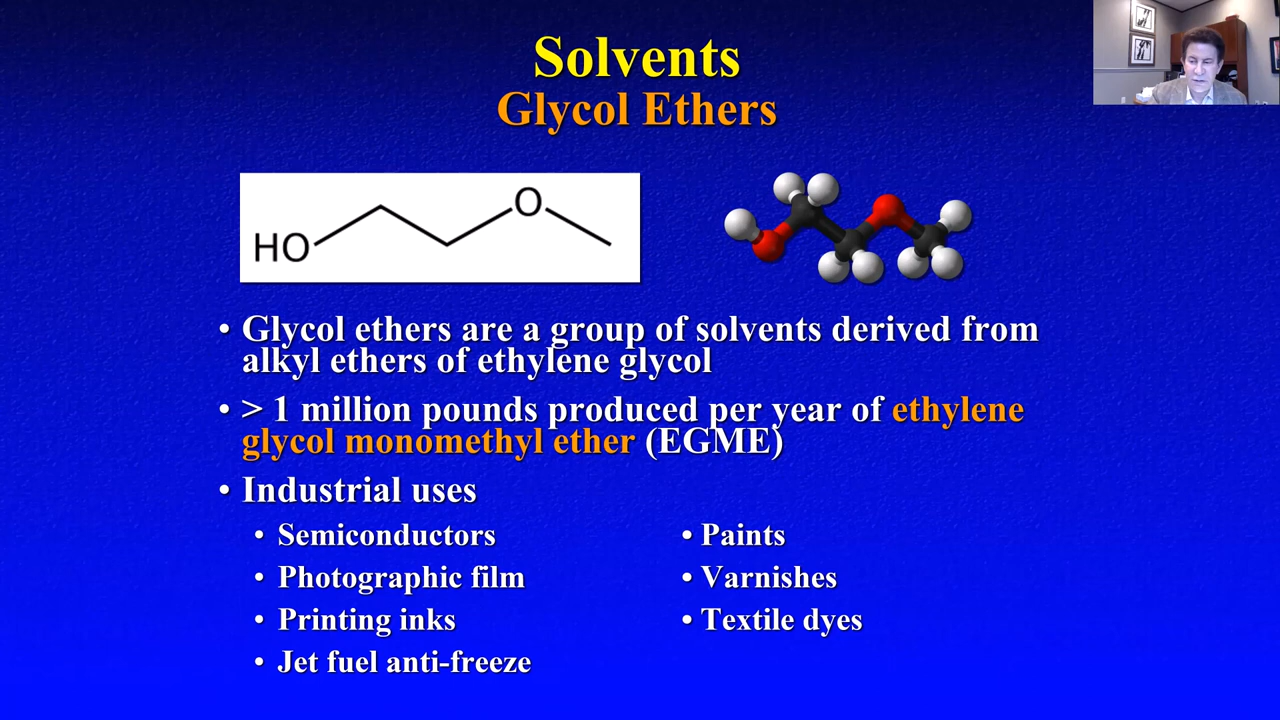 Solvents
Glycol Ethers
HO
O
• Glycol ethers are a group of solvents derived from
alkyl ethers of ethylene glycol
• > 1 million pounds produced per year of ethylene
glycol monomethyl ether (EGME)
• Industrial uses
• Semiconductors
• Photographic film
• Printing inks
• Jet fuel anti-freeze
• Paints
• Varnishes
• Textile dyes